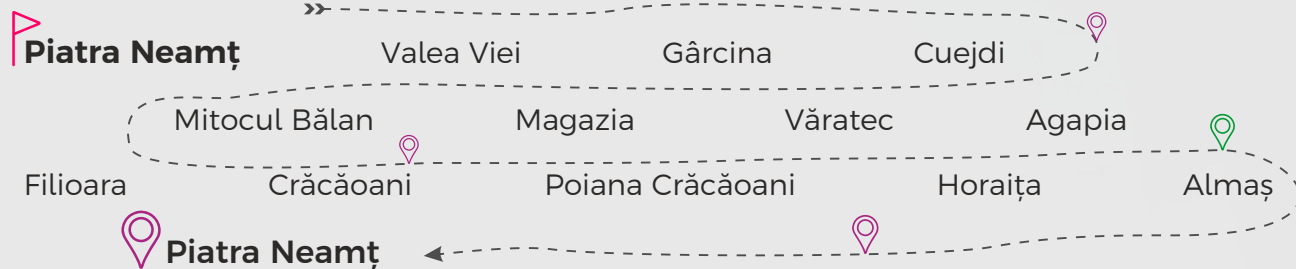 Piatra Neamț Valea Viei Gârcina Cuejdi
Mitocul Bălan Magazia Văratec Agapia
Filioara Crăcăoani Poiana Crăcăoani Horaița Almaș
Piatra Neamț